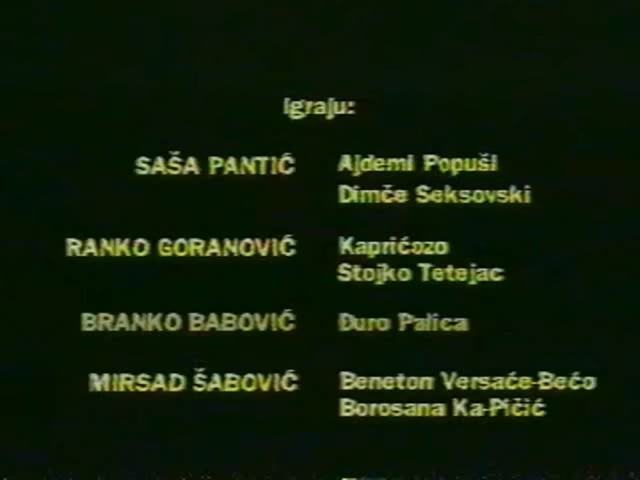 Igraju:
SAŠA PANTIĆ Ajdemi Popuši
Dimče Seksovski
RANKO GORANOVIĆ Kaprićozo
Stojko Tetejac
BRANKO BABOVIĆ Đuro Palica
MIRSAD ŠABOVIĆ Beneton Versaće-Bećo
Borosana Ka-Pičić